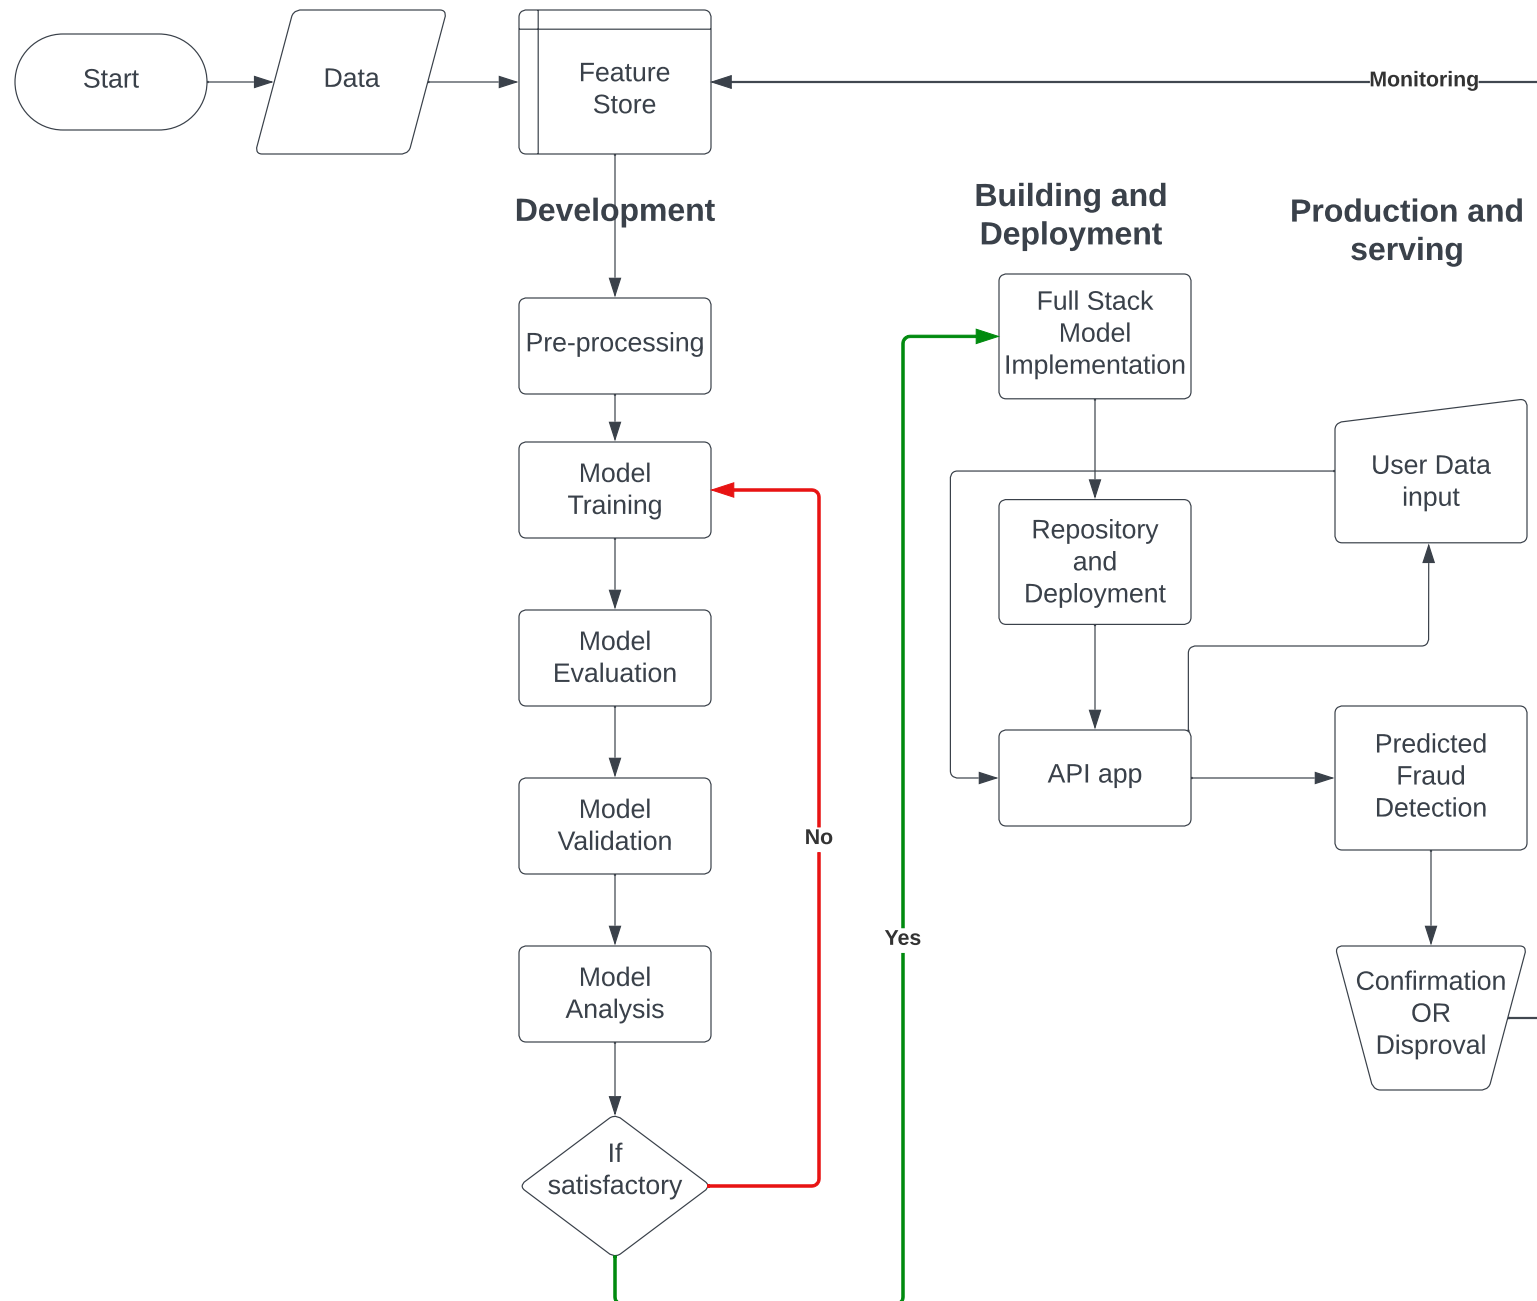 Start
Data
Feature
Store
Monitoring
Development
Building and
Deployment
Production and
serving
Pre-processing
Model
Training
Model
Evaluation
Model
Validation
Model
Analysis
If
satisfactory
No
Yes
Full Stack
Model
Implementation
Repository
and
Deployment
API app
User Data
input
Predicted
Fraud
Detection
Confirmation
OR
Disproval